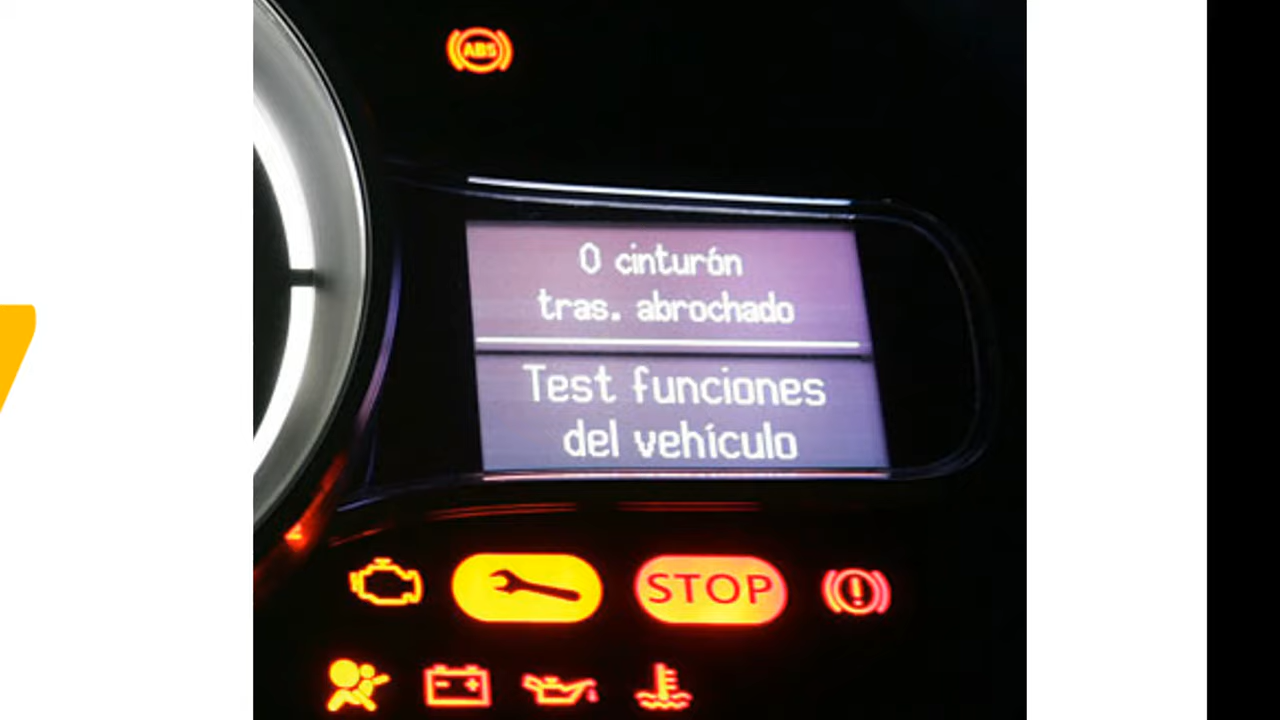 ABS
0 cinturón
tras. abrochado
Test funciones
del vehículo
STOP